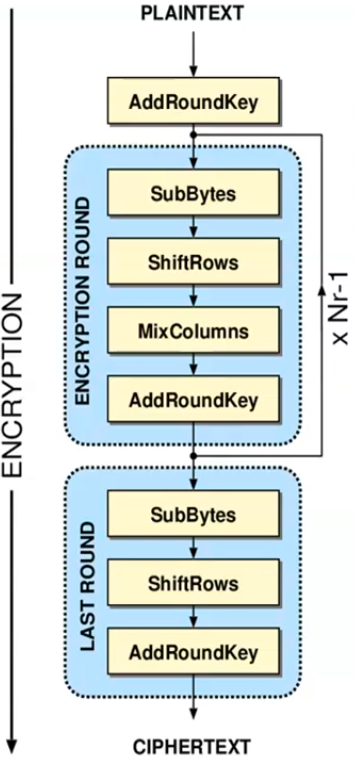 PLAINTEXT
AddRoundKey
ENCRYPTION ROUND
SubBytes
ShiftRows
MixColumns
AddRoundKey
x Nr-1
ENCRYPTION
LAST ROUND
SubBytes
ShiftRows
AddRoundKey
CIPHERTEXT